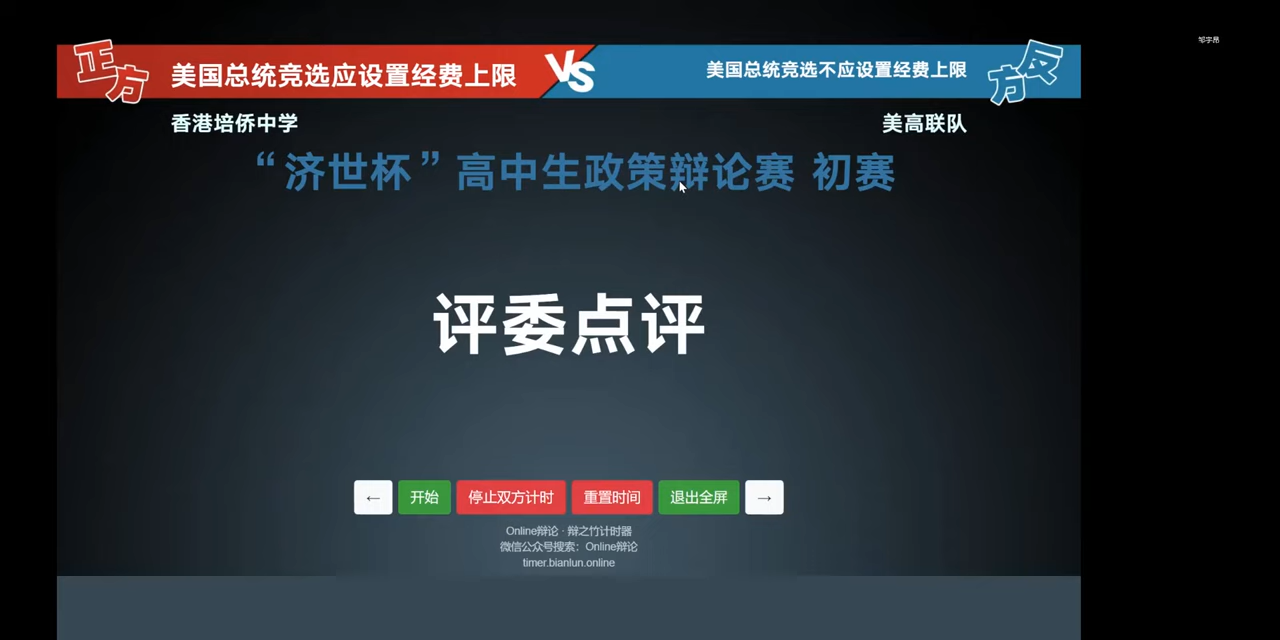 正方
美国总统竞选应设置经费上限
VS
美国总统竞选不应设置经费上限
反方
邹宇昂
香港培侨中学
美高联队
“济世杯”高中生政策辩论赛 初赛
评委点评
← 开始 停止双方计时 重置时间 退出全屏 →
Online辩论 · 辩之竹计时器
微信公众号搜索：Online辩论
timer.bianlun.online